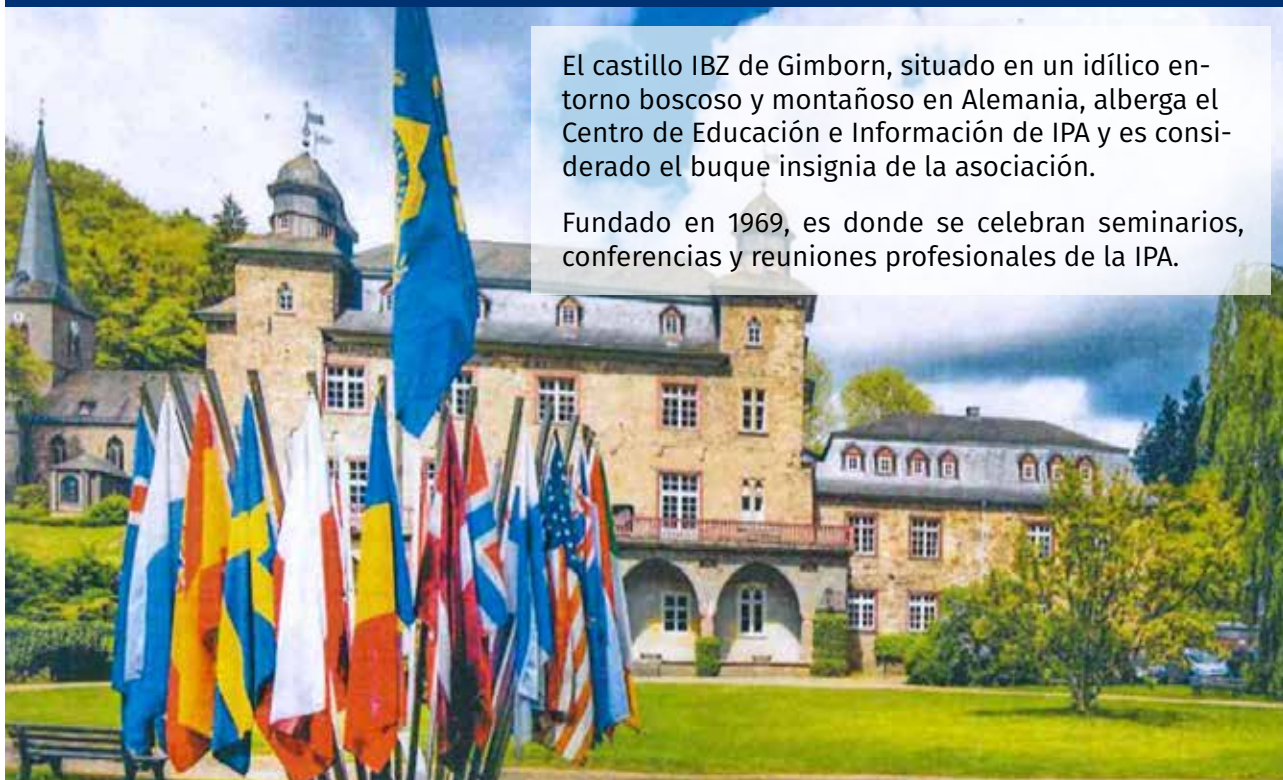 El castillo IBZ de Gimborn, situado en un idílico en-
torno boscoso y montañoso en Alemania, alberga el
Centro de Educación e Información de IPA y es consi-
derado el buque insignia de la asociación.
Fundado en 1969, es donde se celebran seminarios,
conferencias y reuniones profesionales de la IPA.